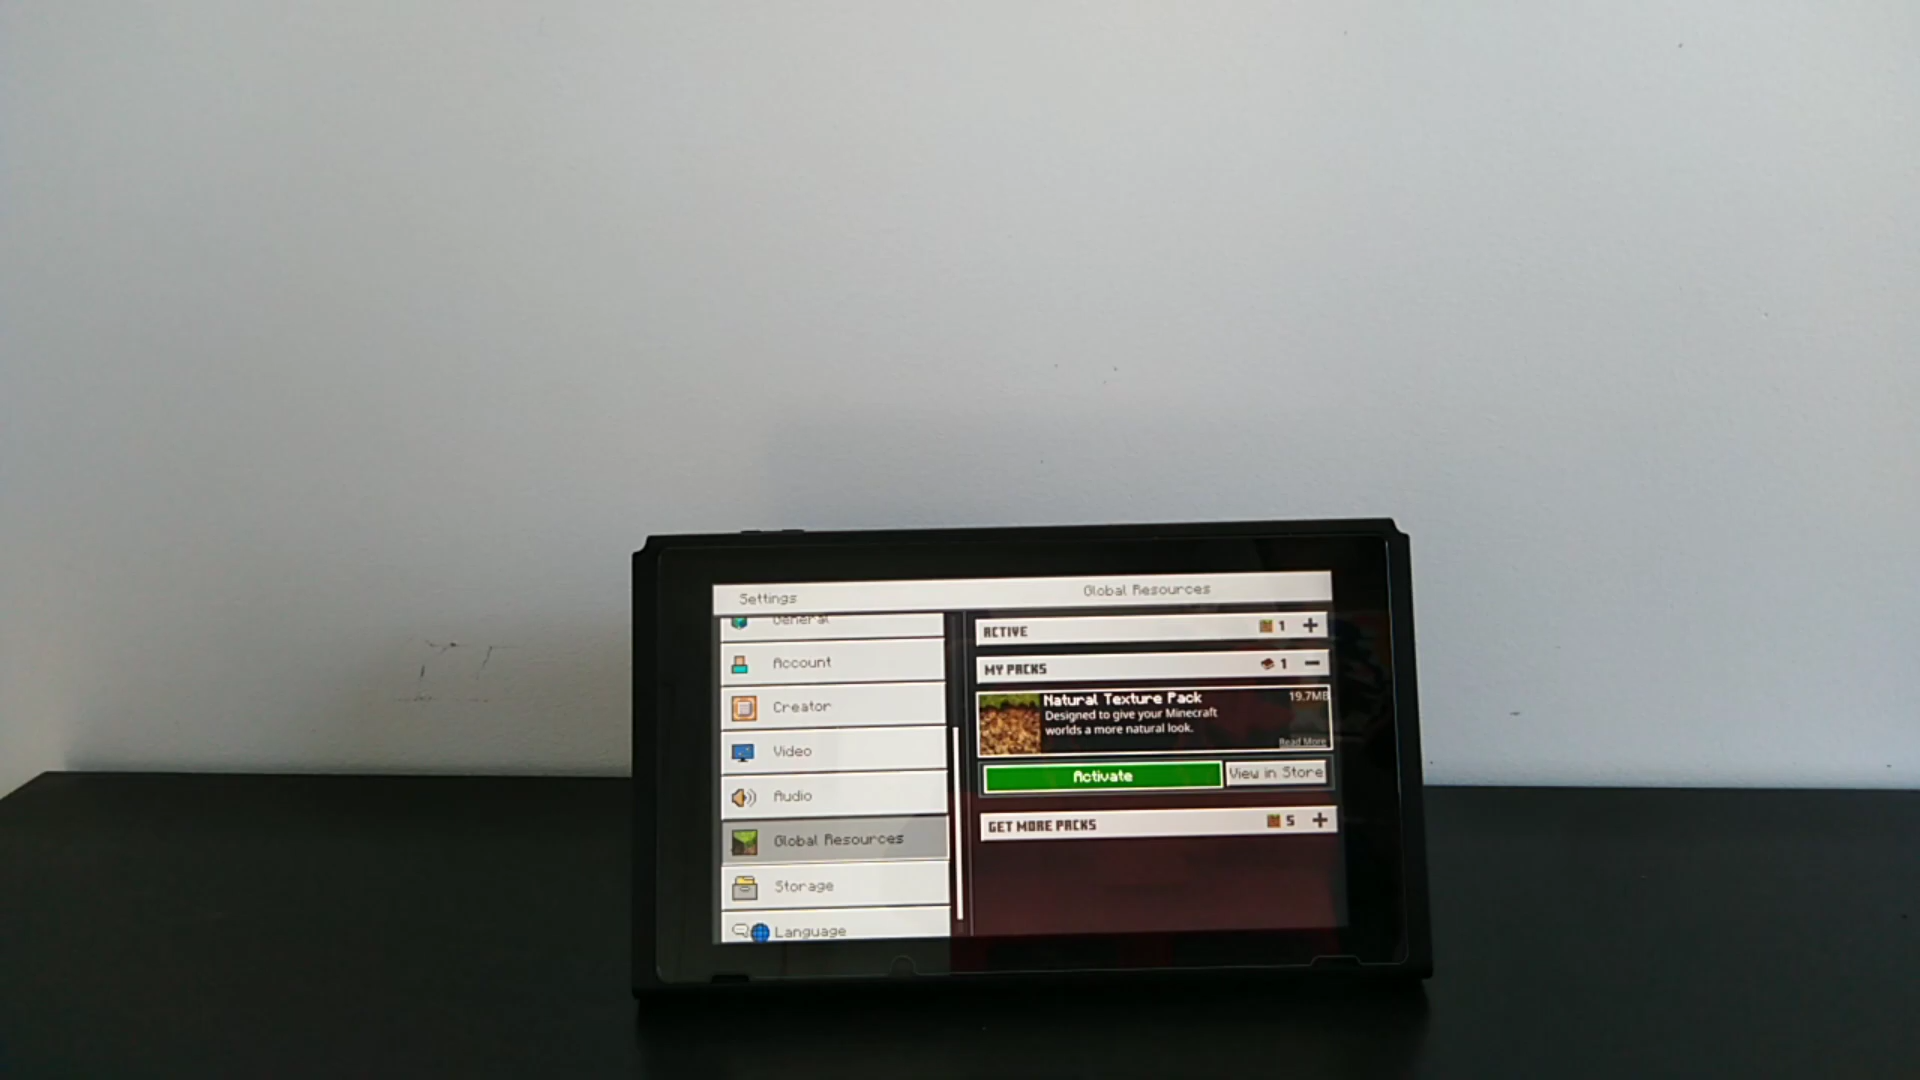 Settings
Global Resources
General
Account
Creator
Video
Audio
Global Resources
Storage
Language
ACTIVE
1
MY PACKS
1
Natural Texture Pack
19.7MB
Designed to give your Minecraft
worlds a more natural look.
Read More
Activate
View in Store
GET MORE PACKS
5